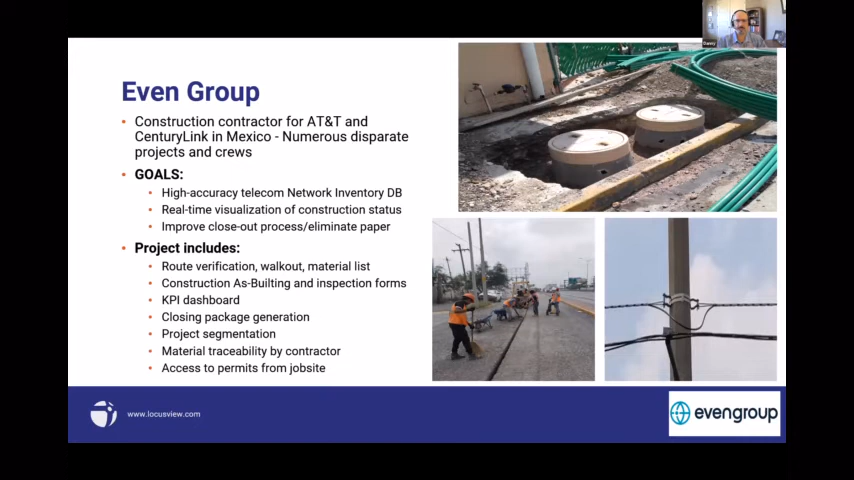 Even Group
• Construction contractor for AT&T and
CenturyLink in Mexico - Numerous disparate
projects and crews
• GOALS:
• High-accuracy telecom Network Inventory DB
• Real-time visualization of construction status
• Improve close-out process/eliminate paper
• Project includes:
• Route verification, walkout, material list
• Construction As-Builting and inspection forms
• KPI dashboard
• Closing package generation
• Project segmentation
• Material traceability by contractor
• Access to permits from jobsite
www.locusview.com
evengroup